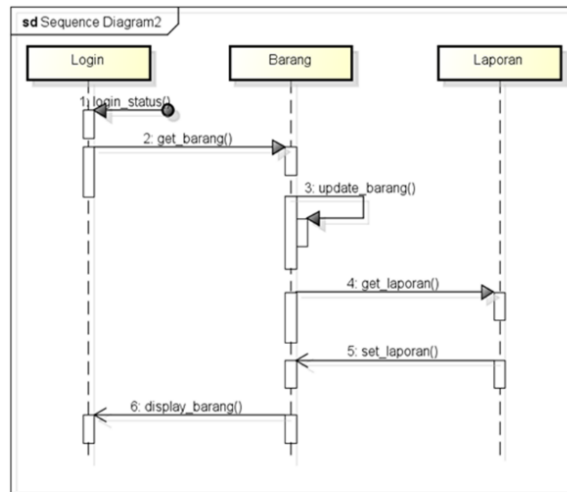 sd Sequence Diagram2
Login
Barang
Laporan
1: login_status()
2: get_barang()
3: update_barang()
4: get_laporan()
5: set_laporan()
6: display_barang()